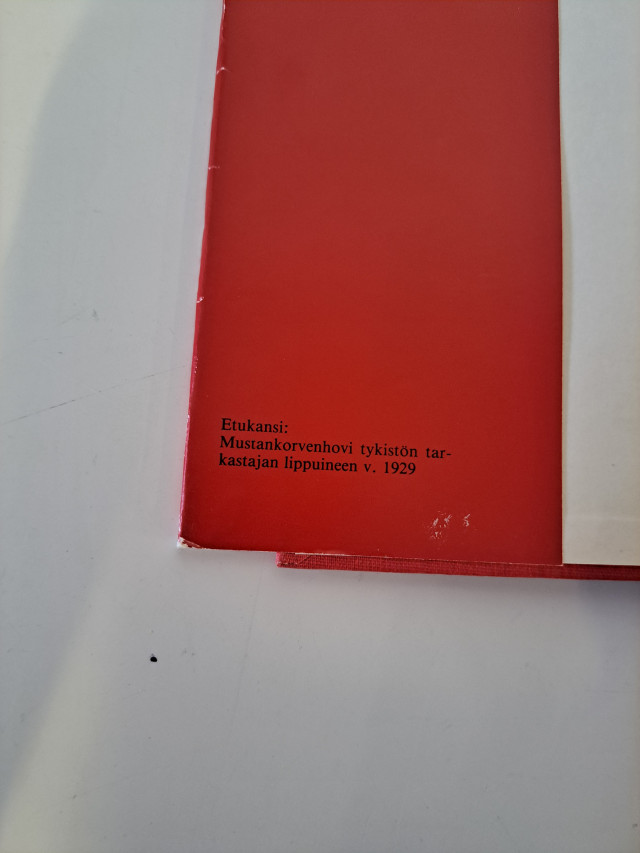 Etukansi:
Mustankorvenhovi tykistön tar-
kastajan lippuineen v. 1929